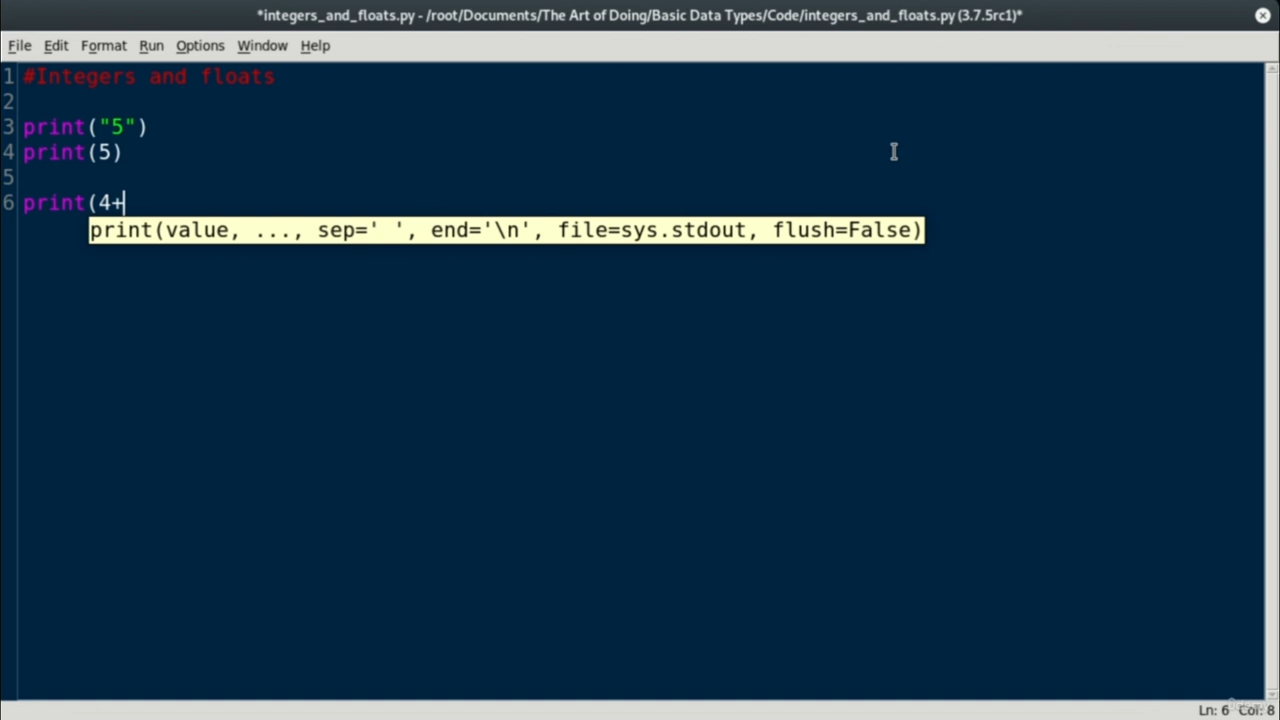 *integers_and_floats.py - /root/Documents/The Art of Doing/Basic Data Types/Code/integers_and_floats.py (3.7.5rc1)*
File Edit Format Run Options Window Help
1 #Integers and floats
2
3 print("5")
4 print(5)
5
6 print(4+
print(value, ..., sep=' ', end='\n', file=sys.stdout, flush=False)
Ln: 6 Col: 8